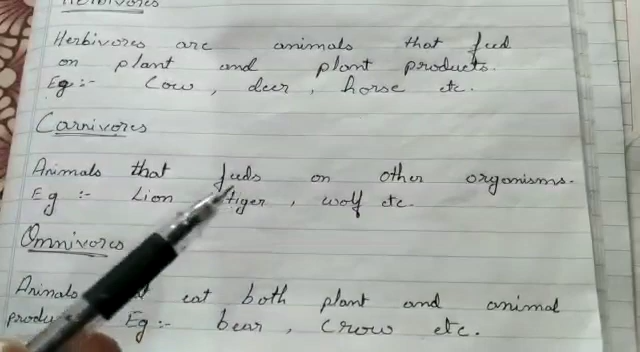 Herbivores
Herbivores are animals that feed
on plant and plant products.
Eg :- Cow , deer , horse etc.
Carnivores
Animals that feeds on other organisms.
Eg :- Lion tiger , wolf etc.
Omnivores
Animals eat both plant and animal
Eg :- bear , Crow etc.